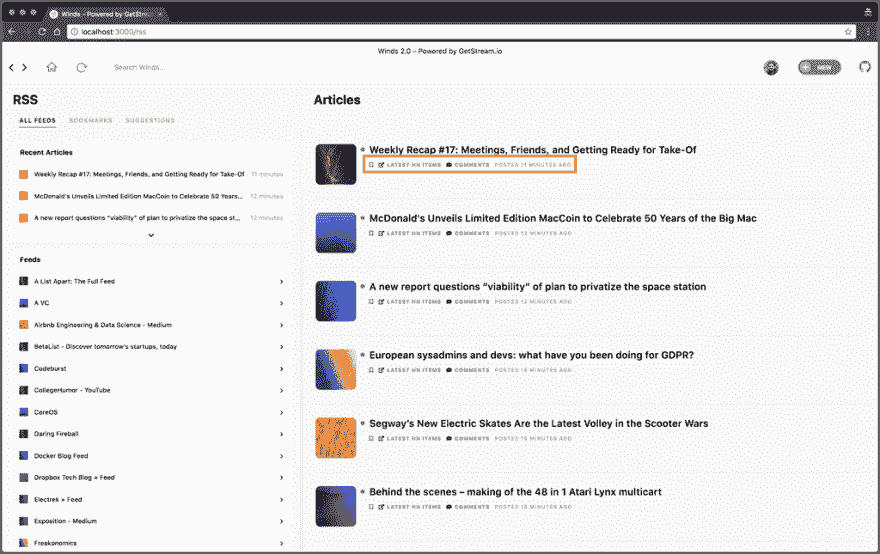 Winds - Powered by GetStream.io
localhost:3000/rss
Winds 2.0 - Powered by GetStream.io
Search Winds...
NEW
RSS
ALL FEEDS BOOKMARKS SUGGESTIONS
Recent Articles
Weekly Recap #17: Meetings, Friends, and Getting Ready for Take-Of 11 minutes
McDonald's Unveils Limited Edition MacCoin to Celebrate 50 Years... 12 minutes
A new report questions “viability” of plan to privatize the space st... 12 minutes
Feeds
A List Apart: The Full Feed
A VC
Airbnb Engineering & Data Science - Medium
BetaList - Discover tomorrow's startups, today
Codeburst
CollegeHumor - YouTube
CoreOS
Daring Fireball
Docker Blog Feed
Dropbox Tech Blog » Feed
Electrek » Feed
Exposition - Medium
Freakonomics
Articles
Weekly Recap #17: Meetings, Friends, and Getting Ready for Take-Of
LATEST HN ITEMS COMMENTS POSTED 11 MINUTES AGO
McDonald's Unveils Limited Edition MacCoin to Celebrate 50 Years of the Big Mac
LATEST HN ITEMS COMMENTS POSTED 12 MINUTES AGO
A new report questions “viability” of plan to privatize the space station
LATEST HN ITEMS COMMENTS POSTED 12 MINUTES AGO
European sysadmins and devs: what have you been doing for GDPR?
LATEST HN ITEMS COMMENTS POSTED MINUTES AGO
Segway's New Electric Skates Are the Latest Volley in the Scooter Wars
LATEST HN ITEMS COMMENTS POSTED MINUTES AGO
Behind the scenes – making of the 48 in 1 Atari Lynx multicart
LATEST HN ITEMS COMMENTS POSTED MINUTES AGO